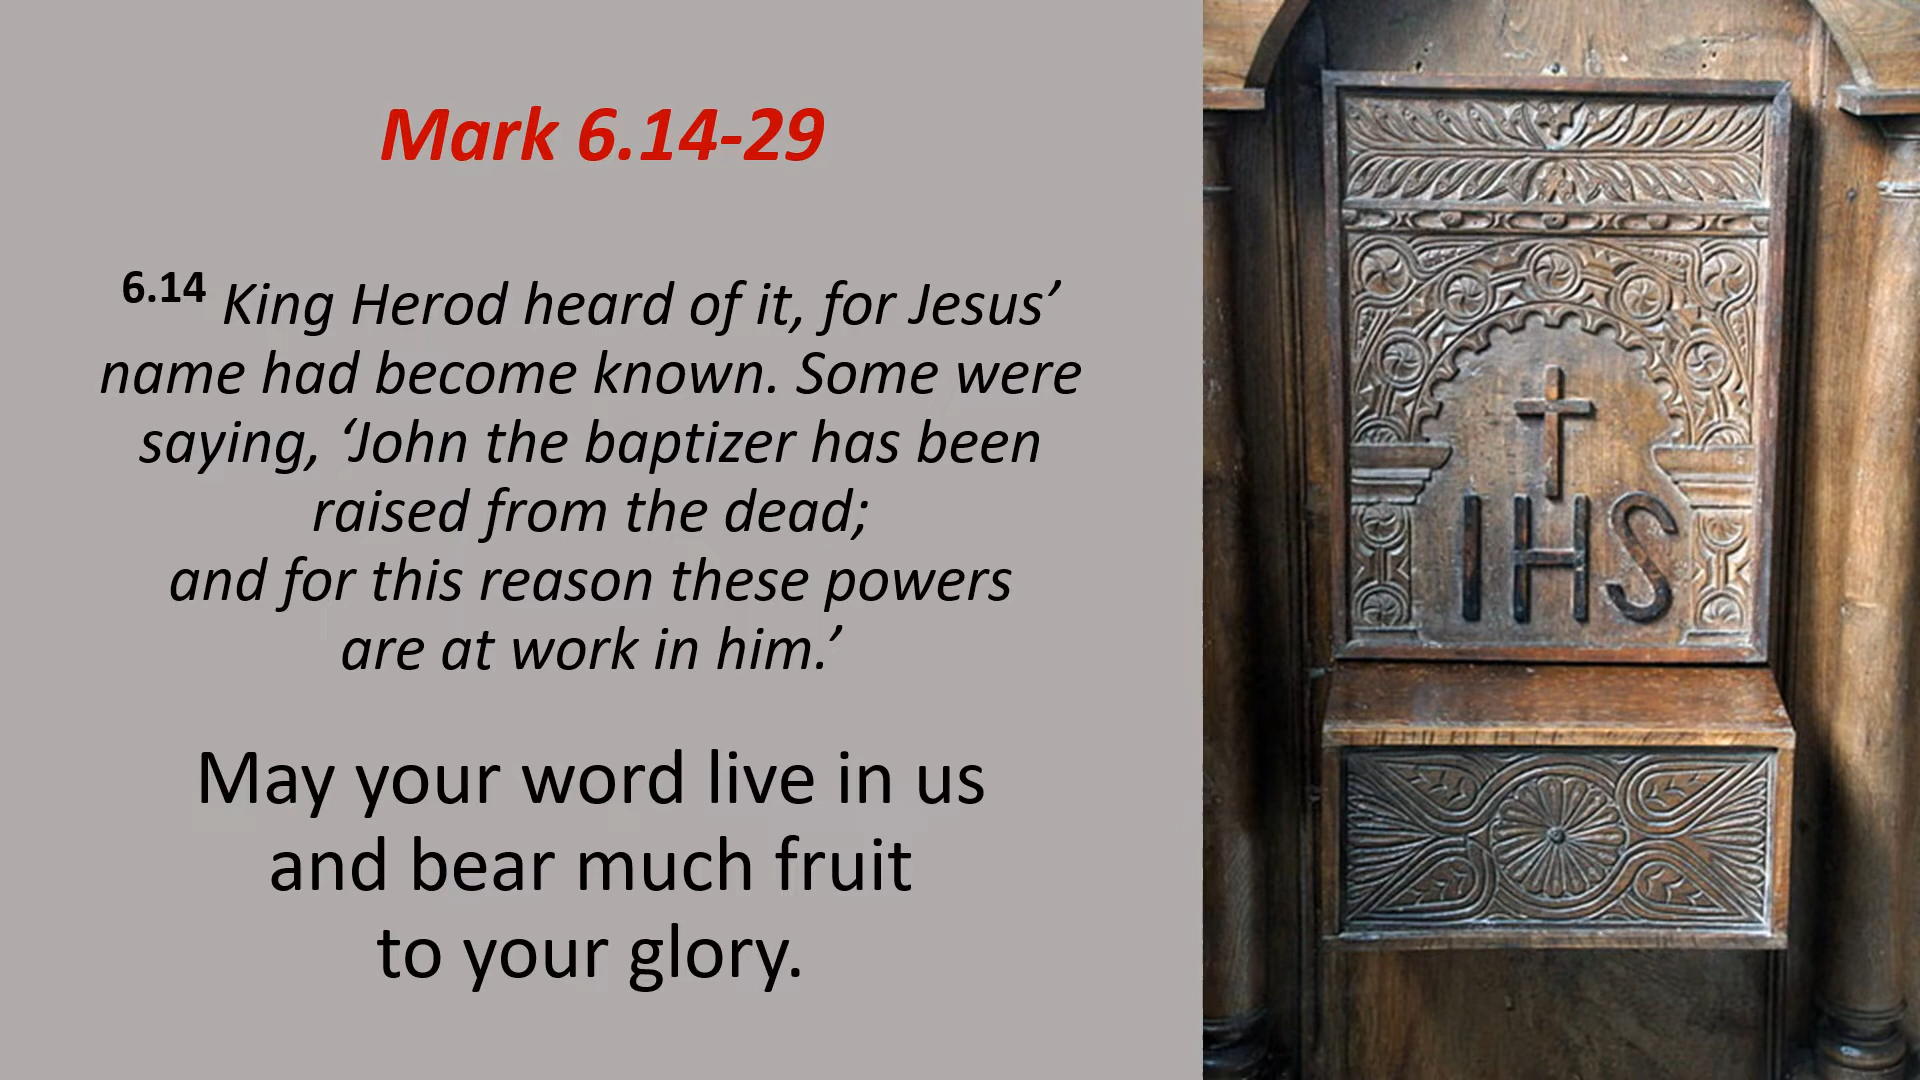 Mark 6.14-29
6.14 King Herod heard of it, for Jesus’
name had become known. Some were
saying, ‘John the baptizer has been
raised from the dead;
and for this reason these powers
are at work in him.’
May your word live in us
and bear much fruit
to your glory.
IHS